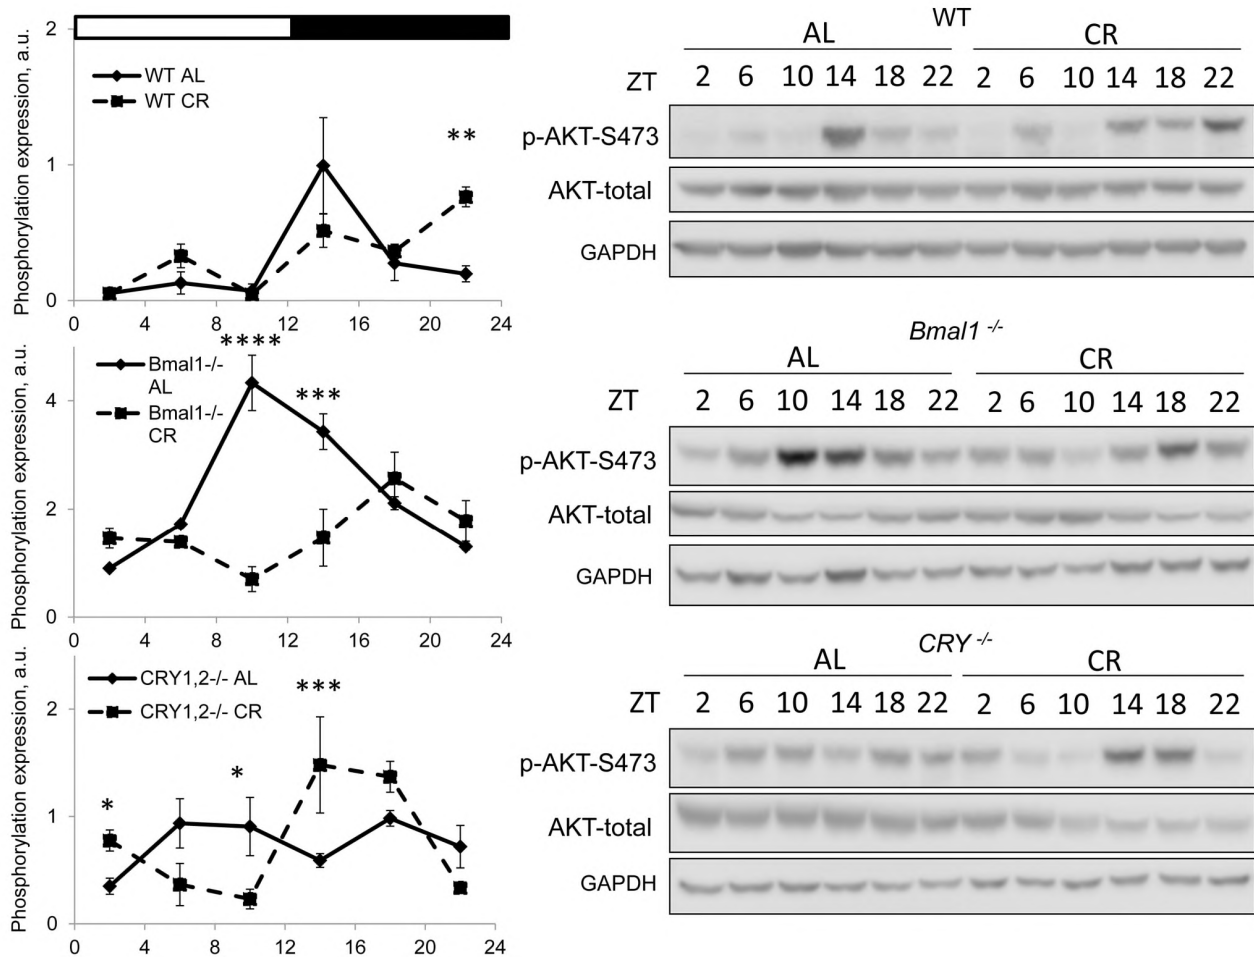 Phosphorylation expression, a.u.
2
1
0
WT AL
WT CR
**
0 4 8 12 16 20 22 24
Phosphorylation expression, a.u.
4
2
0
Bmal1-/-
AL
Bmal1-/-
CR
****
***
0 4 8 12 16 20 22 24
Phosphorylation expression, a.u.
2
1
0
CRY1,2-/- AL
CRY1,2-/- CR
*
*
***
0 4 8 12 14 16 20 22 24
WT
AL CR
ZT 2 6 10 14 18 22 2 6 10 14 18 22
p-AKT-S473
AKT-total
GAPDH
Bmal1 -/-
AL CR
ZT 2 6 10 14 18 22 2 6 10 14 18 22
p-AKT-S473
AKT-total
GAPDH
CRY -/-
AL CR
ZT 2 6 10 14 18 22 2 6 10 14 18 22
p-AKT-S473
AKT-total
GAPDH